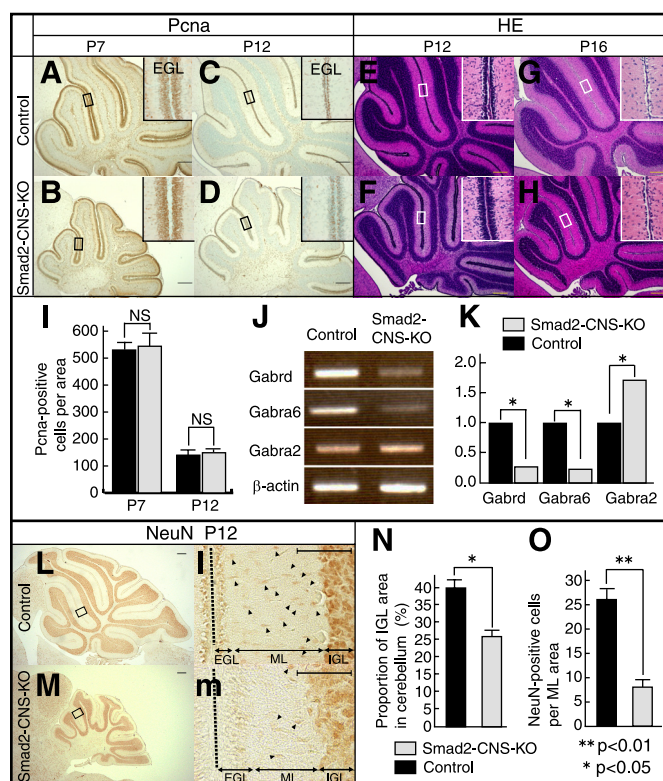 Pcna HE
P7 P12 P12 P16
Control
Smad2-CNS-KO
A EGL C EGL E G
B D F H
I
Pcna-positive
cells per area
600
500
400
300
200
100
0
NS
NS
P7 P12
J
Control Smad2-
CNS-KO
Gabrd
Gabra6
Gabra2
β-actin
K
Smad2-CNS-KO
Control
2.0
1.5
1.0
0.5
0.0
* * *
Gabrd Gabra6 Gabra2
NeuN P12
Control
Smad2-CNS-KO
L l
EGL ML IGL
M m
EGL ML IGL
N
Proportion of IGL area
in cerebellum (%)
45
40
35
30
25
20
15
10
5
0
*
Smad2-CNS-KO
Control
O
NeuN-positive cells
per ML area
30
25
20
15
10
5
0
**
** p<0.01
* p<0.05